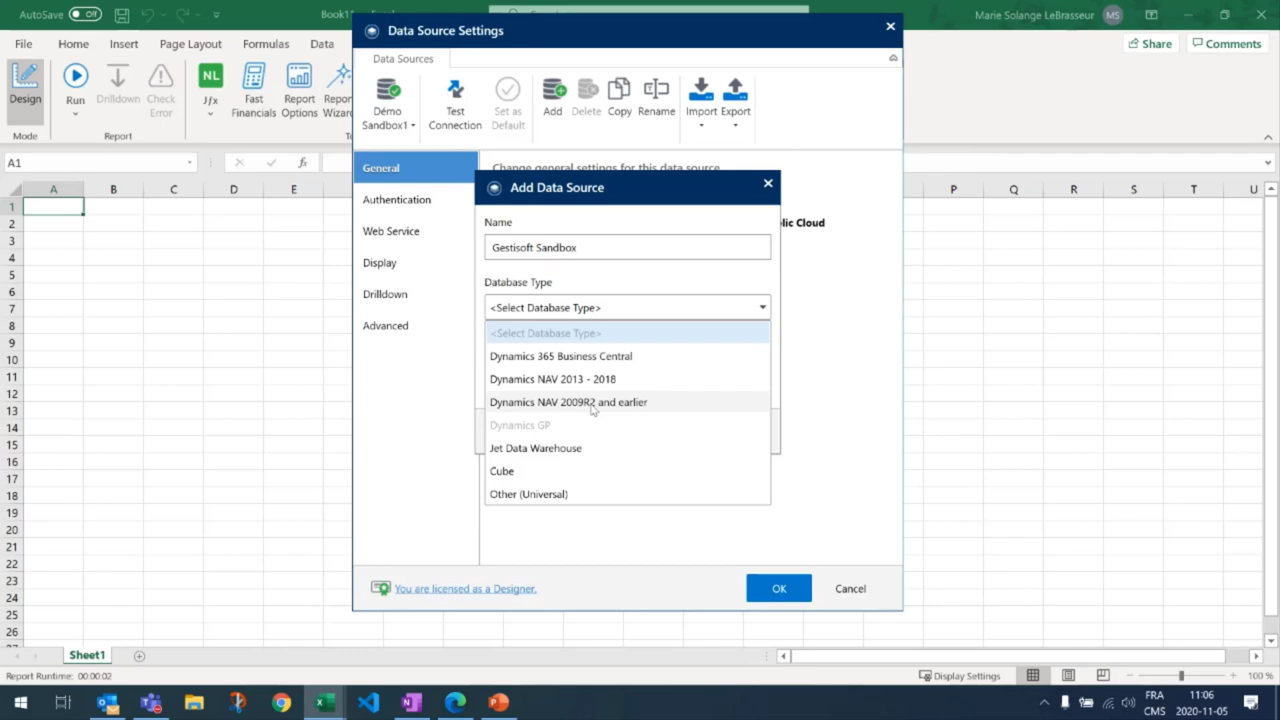 AutoSave Off Book1 Marie Solange LeBrasseur MS
File Home Insert Page Layout Formulas Data Share Comments
Design Run Drilldown Check Error NL Jfx Fast Financials Report Options
Mode Report
A1 fx
A B C D E P Q R S T U
1
2
3
4
5
6
7
8
9
10
11
12
13
14
15
16
17
18
19
20
21
22
23
24
25
26
Data Source Settings
Data Sources
Démo Sandbox1
Test Connection
Set as Default
Add
Delete
Copy
Rename
Import
Export
General
Authentication
Web Service
Display
Drilldown
Advanced
Change general settings for this data source
Cloud
Add Data Source
Name
Gestisoft Sandbox
Database Type
<Select Database Type>
<Select Database Type>
Dynamics 365 Business Central
Dynamics NAV 2013 - 2018
Dynamics NAV 2009R2 and earlier
Dynamics GP
Jet Data Warehouse
Cube
Other (Universal)
You are licensed as a Designer.
OK
Cancel
Sheet1
Report Runtime: 00:00:02
Display Settings
100 %
FRA 11:06
CMS 2020-11-05